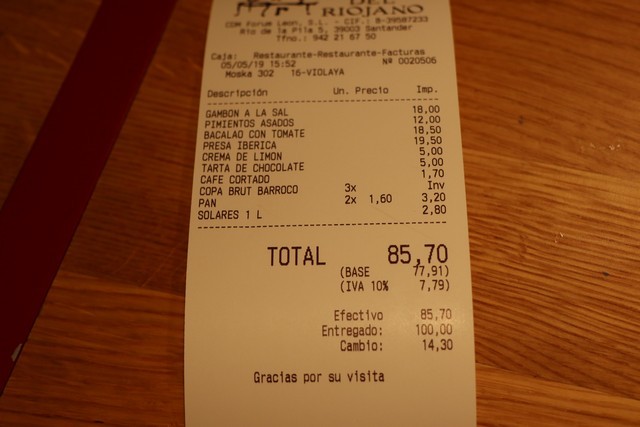 DEL
RIOJANO
COM Forum Leon, S.L. - CIF.: B-39587233
Rio de la Pila 5, 39003 Santander
Tfno.: 942 21 67 50
Caja: Restaurante-Restaurante-Facturas
05/05/19 15:52 Nº 0020506
Moska 302 16-VIOLAYA
Descripción Un. Precio Imp.
GAMBON A LA SAL 18,00
PIMIENTOS ASADOS 12,00
BACALAO CON TOMATE 18,50
PRESA IBERICA 19,50
CREMA DE LIMON 5,00
TARTA DE CHOCOLATE 5,00
CAFE CORTADO 1,70
COPA BRUT BARROCO 3x Inv
PAN 2x 1,60 3,20
SOLARES 1 L 2,80
TOTAL 85,70
(BASE 77,91)
(IVA 10% 7,79)
Efectivo 85,70
Entregado: 100,00
Cambio: 14,30
Gracias por su visita